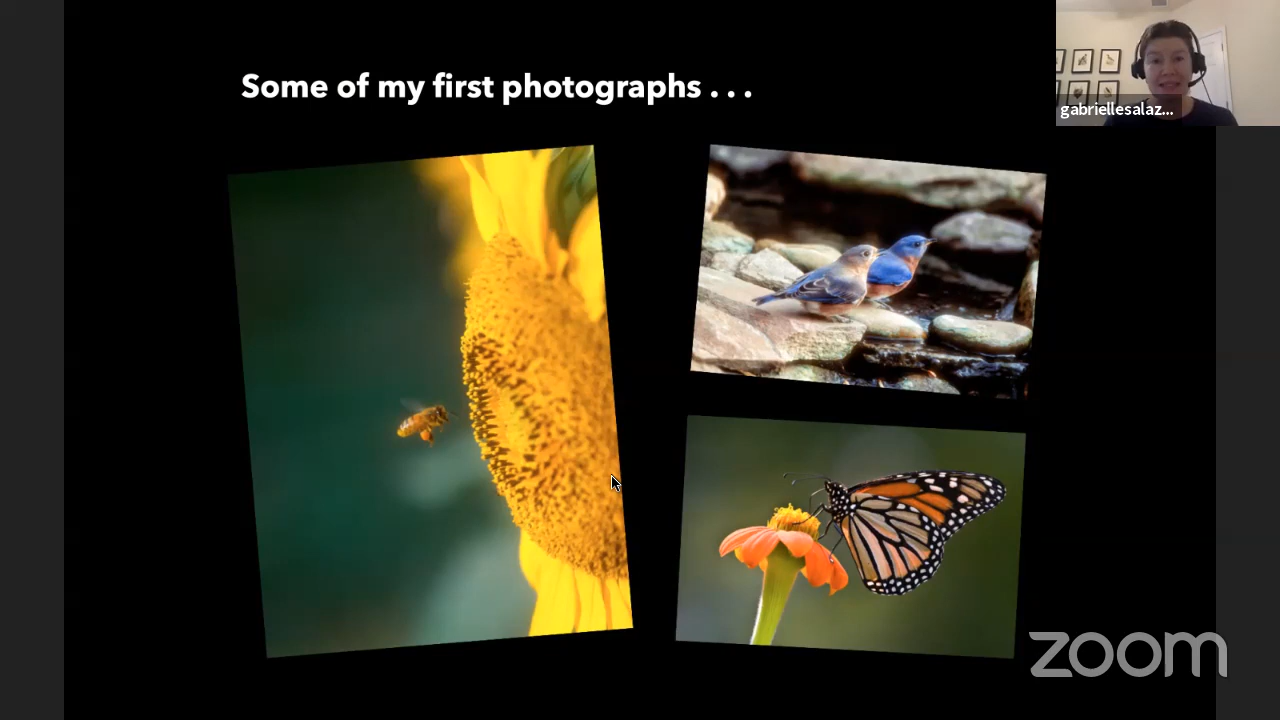 Some of my first photographs . . .
gabriellesalaz...
zoom